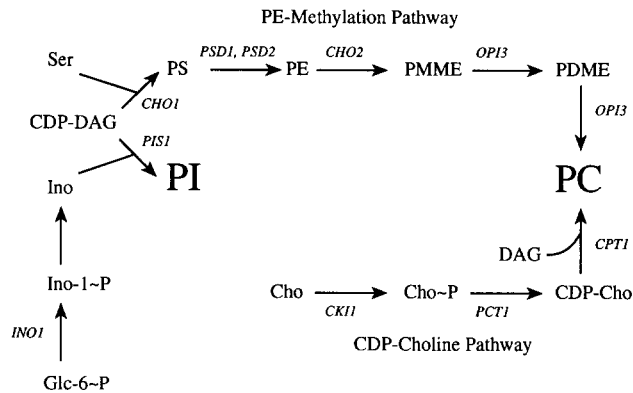 PE-Methylation Pathway
Ser
PS
PSD1, PSD2
PE
CHO2
PMME
OPI3
PDME
CHO1
CDP-DAG
PIS1
OPI3
Ino
PI
PC
DAG
CPT1
Ino-1~P
Cho
CKI1
Cho~P
PCT1
CDP-Cho
INO1
CDP-Choline Pathway
Glc-6~P